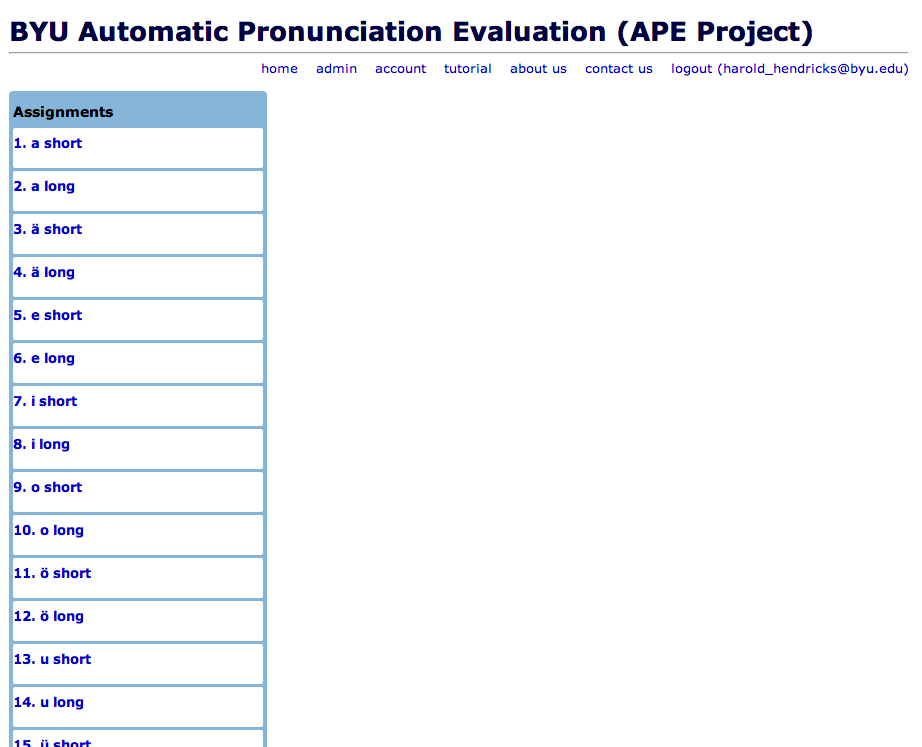 BYU Automatic Pronunciation Evaluation (APE Project)
home admin account tutorial about us contact us logout (harold_hendricks@byu.edu)
Assignments
1. a short
2. a long
3. ä short
4. ä long
5. e short
6. e long
7. i short
8. i long
9. o short
10. o long
11. ö short
12. ö long
13. u short
14. u long
15. ü short